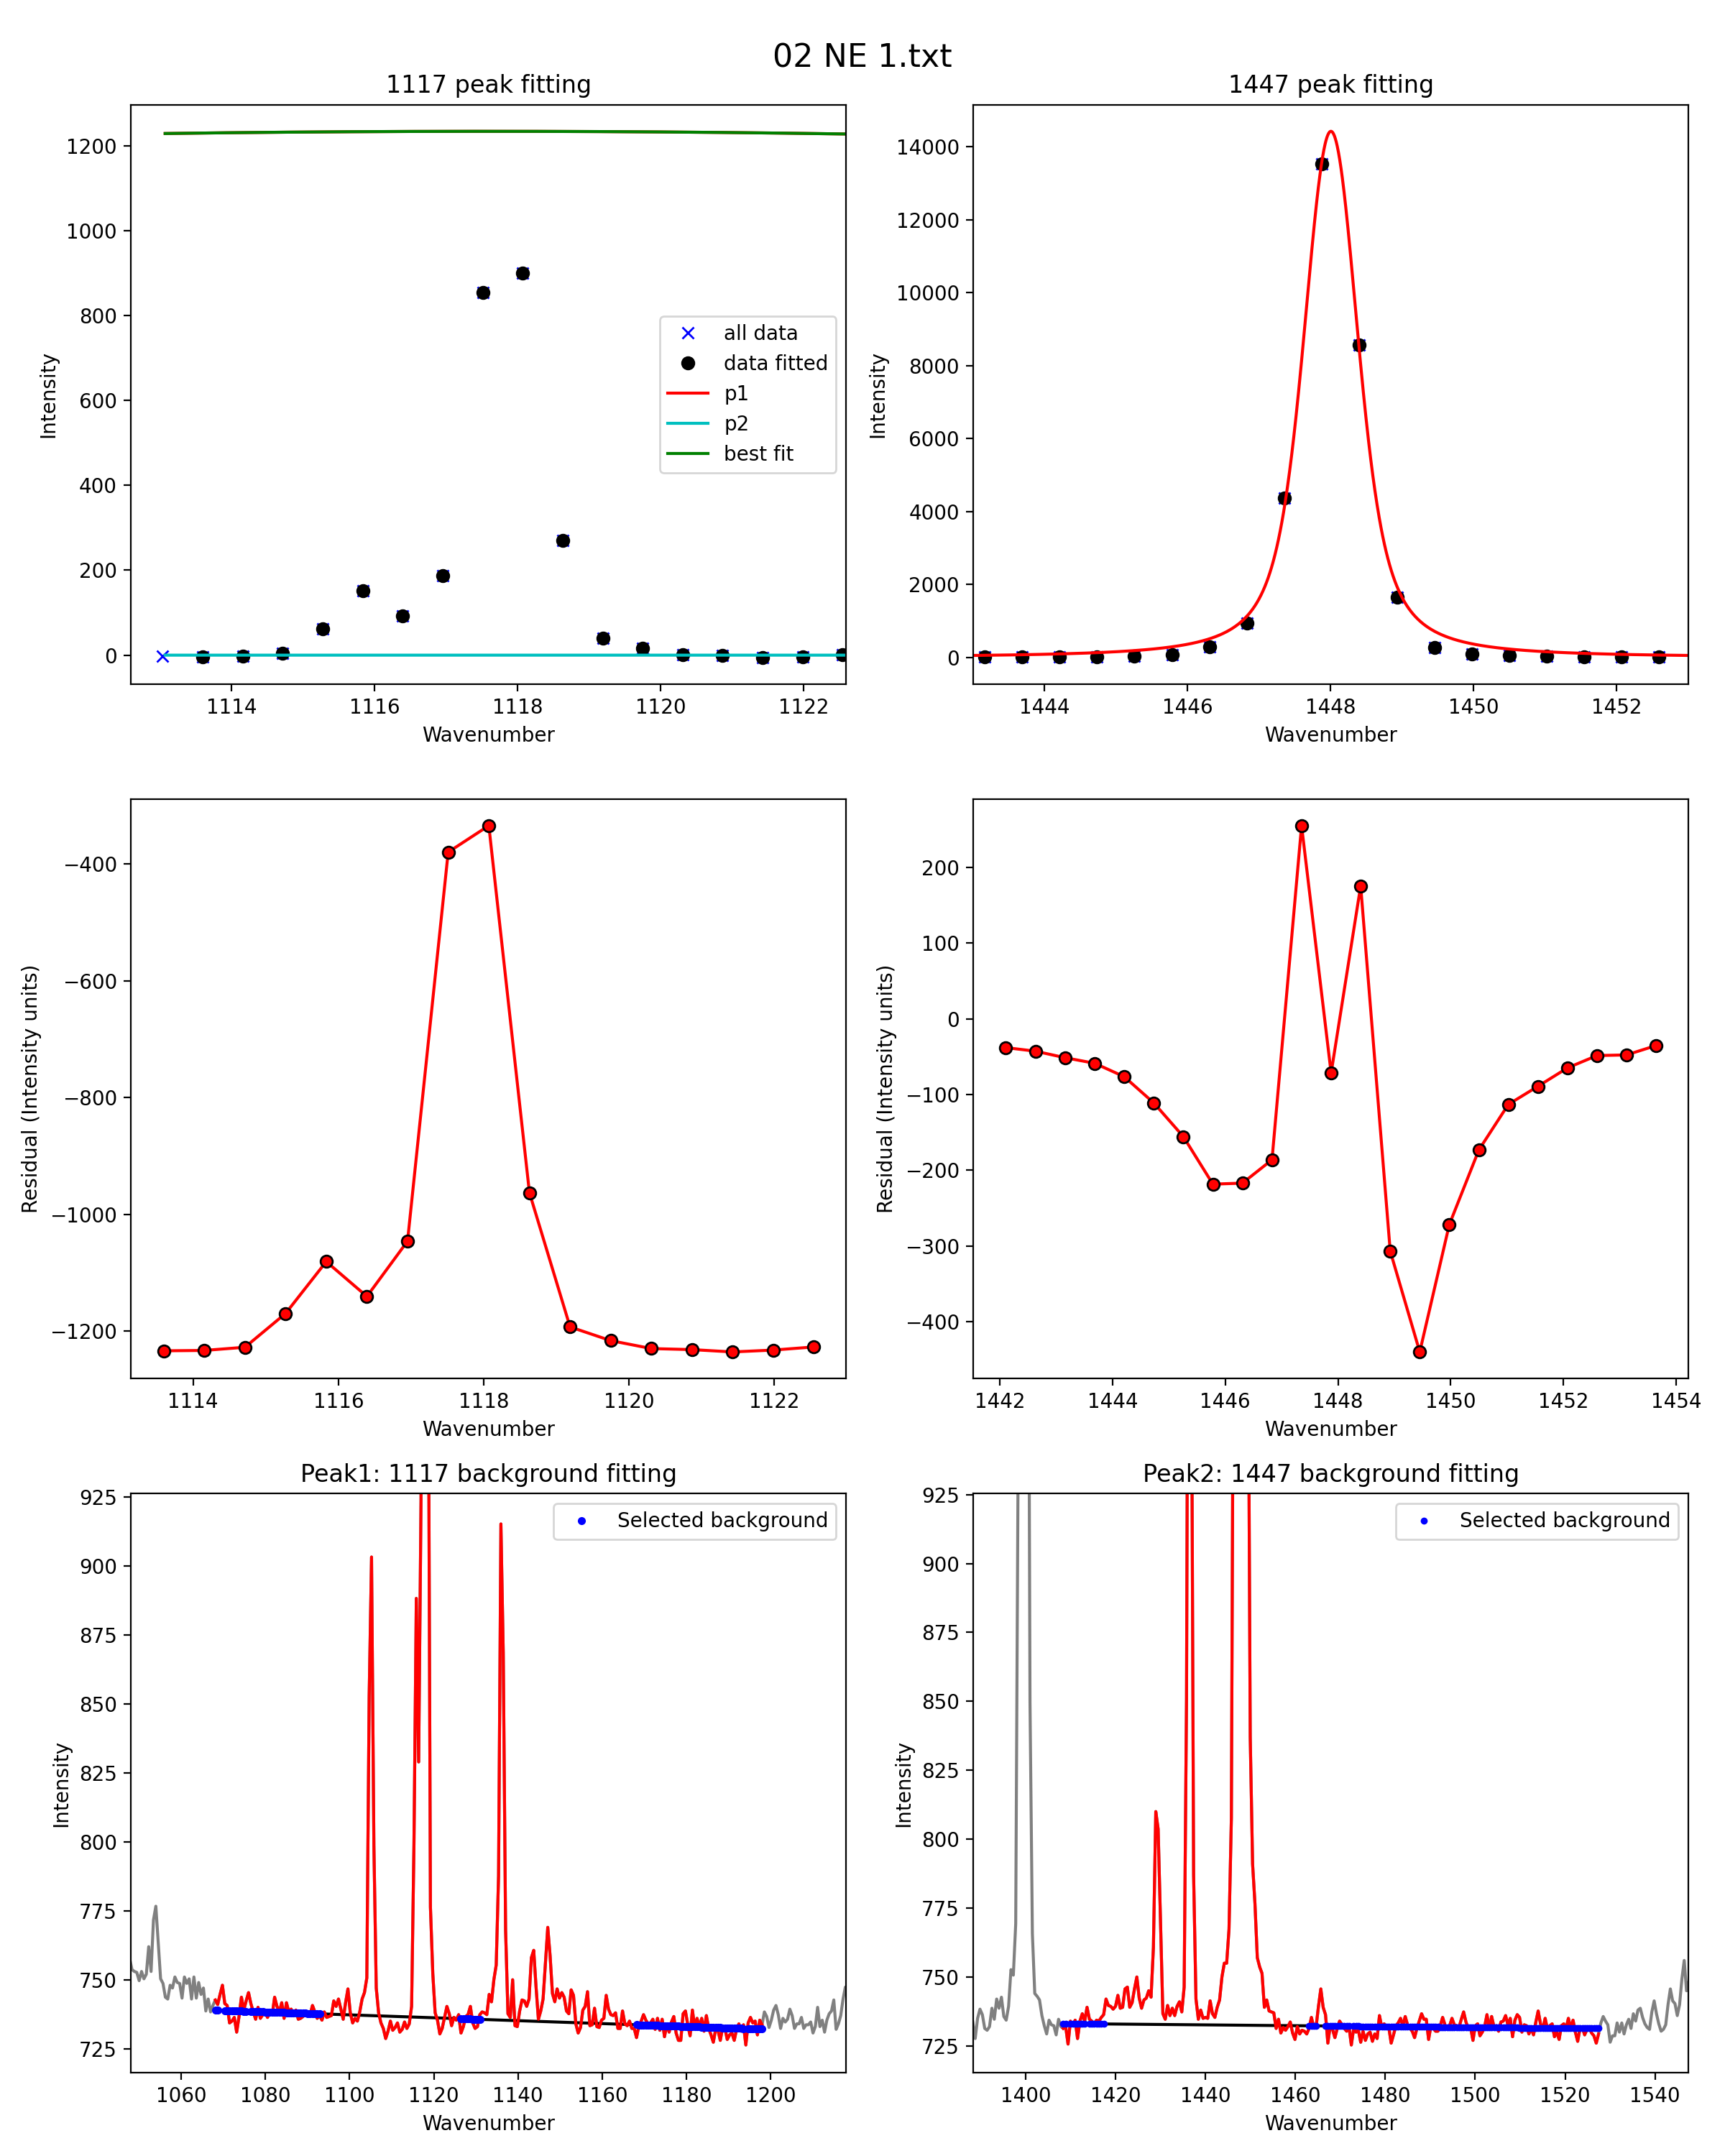 02 NE 1.txt
1117 peak fitting
1200
1000
800
600
400
200
0
Intensity
all data
data fitted
p1
p2
best fit
1114 1116 1118 1120 1122
Wavenumber
1447 peak fitting
14000
12000
10000
8000
6000
4000
2000
0
Intensity
1444 1446 1448 1450 1452
Wavenumber
−400
−600
−800
−1000
−1200
Residual (Intensity units)
1114 1116 1118 1120 1122
Wavenumber
200
100
0
−100
−200
−300
−400
Residual (Intensity units)
1442 1444 1446 1448 1450 1452 1454
Wavenumber
Peak1: 1117 background fitting
925
900
875
850
825
800
775
750
725
Intensity
Selected background
1060 1080 1100 1120 1140 1160 1180 1200
Wavenumber
Peak2: 1447 background fitting
925
900
875
850
825
800
775
750
725
Intensity
Selected background
1400 1420 1440 1460 1480 1500 1520 1540
Wavenumber